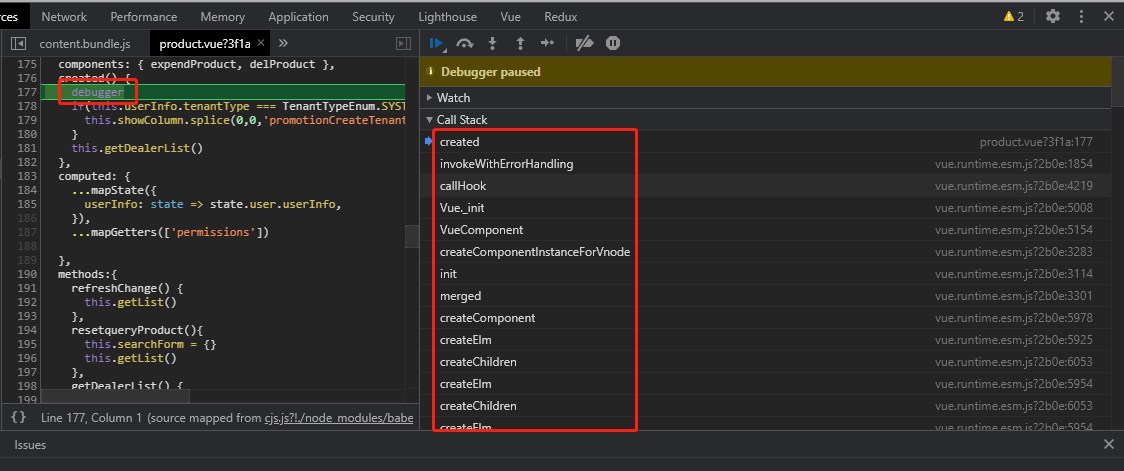 rces Network Performance Memory Application Security Lighthouse Vue Redux 2
content.bundle.js product.vue?3f1a × »
175 components: { expendProduct, delProduct },
176 created() {
177 debugger
178 if(this.userInfo.tenantType === TenantTypeEnum.SYST
179 this.showColumn.splice(0,0,'promotionCreateTenant
180 }
181 this.getDealerList()
182 },
183 computed: {
184 ...mapState({
185 userInfo: state => state.user.userInfo,
186 }),
187 ...mapGetters(['permissions'])
188
189 },
190 methods:{
191 refreshChange() {
192 this.getList()
193 },
194 resetqueryProduct(){
195 this.searchForm = {}
196 this.getList()
197 },
198 getDealerList() {
199
{} Line 177, Column 1 (source mapped from cjs.js?!./node_modules/babe
Debugger paused
Watch
Call Stack
created product.vue?3f1a:177
invokeWithErrorHandling vue.runtime.esm.js?2b0e:1854
callHook vue.runtime.esm.js?2b0e:4219
Vue._init vue.runtime.esm.js?2b0e:5008
VueComponent vue.runtime.esm.js?2b0e:5154
createComponentInstanceForVnode vue.runtime.esm.js?2b0e:3283
init vue.runtime.esm.js?2b0e:3114
merged vue.runtime.esm.js?2b0e:3301
createComponent vue.runtime.esm.js?2b0e:5978
createElm vue.runtime.esm.js?2b0e:5925
createChildren vue.runtime.esm.js?2b0e:6053
createElm vue.runtime.esm.js?2b0e:5954
createChildren vue.runtime.esm.js?2b0e:6053
createElm vue.runtime.esm.js?2b0e:5954
Issues